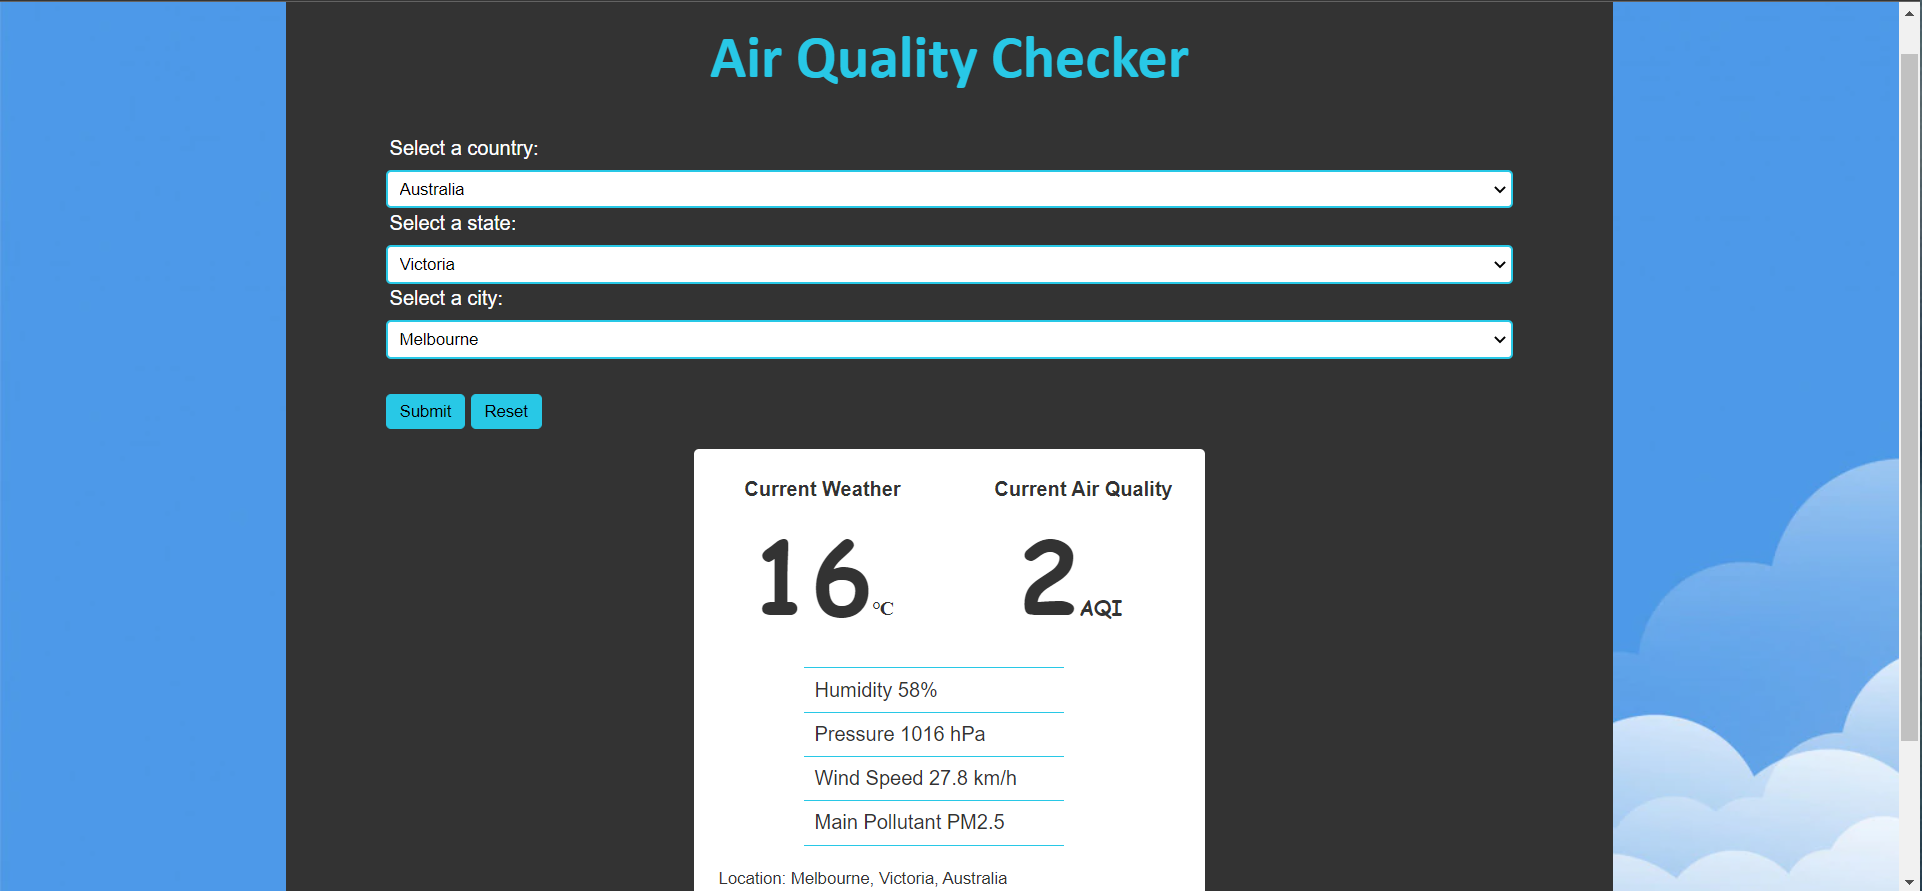 Air Quality Checker
Select a country:
Australia
Select a state:
Victoria
Select a city:
Melbourne
Submit Reset
Current Weather Current Air Quality
16 °C 2 AQI
Humidity 58%
Pressure 1016 hPa
Wind Speed 27.8 km/h
Main Pollutant PM2.5
Location: Melbourne, Victoria, Australia